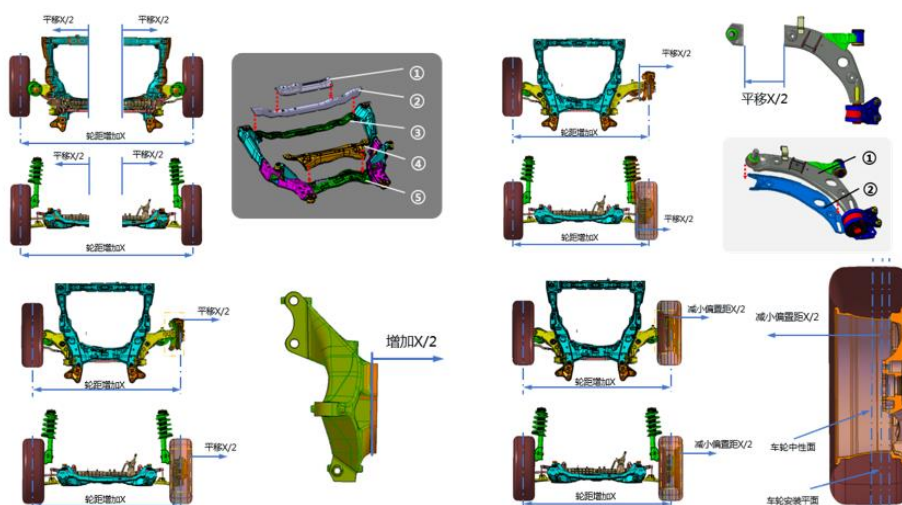 平移X/2
平移X/2
轮距增加X
平移X/2
平移X/2
轮距增加X
①
②
③
④
⑤
平移X/2
轮距增加X
平移X/2
轮距增加X
平移X/2
①
②
平移X/2
轮距增加X
平移X/2
轮距增加X
增加X/2
减小偏置距X/2
轮距增加X
减小偏置距X/2
轮距增加X
减小偏置距X/2
车轮中性面
车轮安装平面